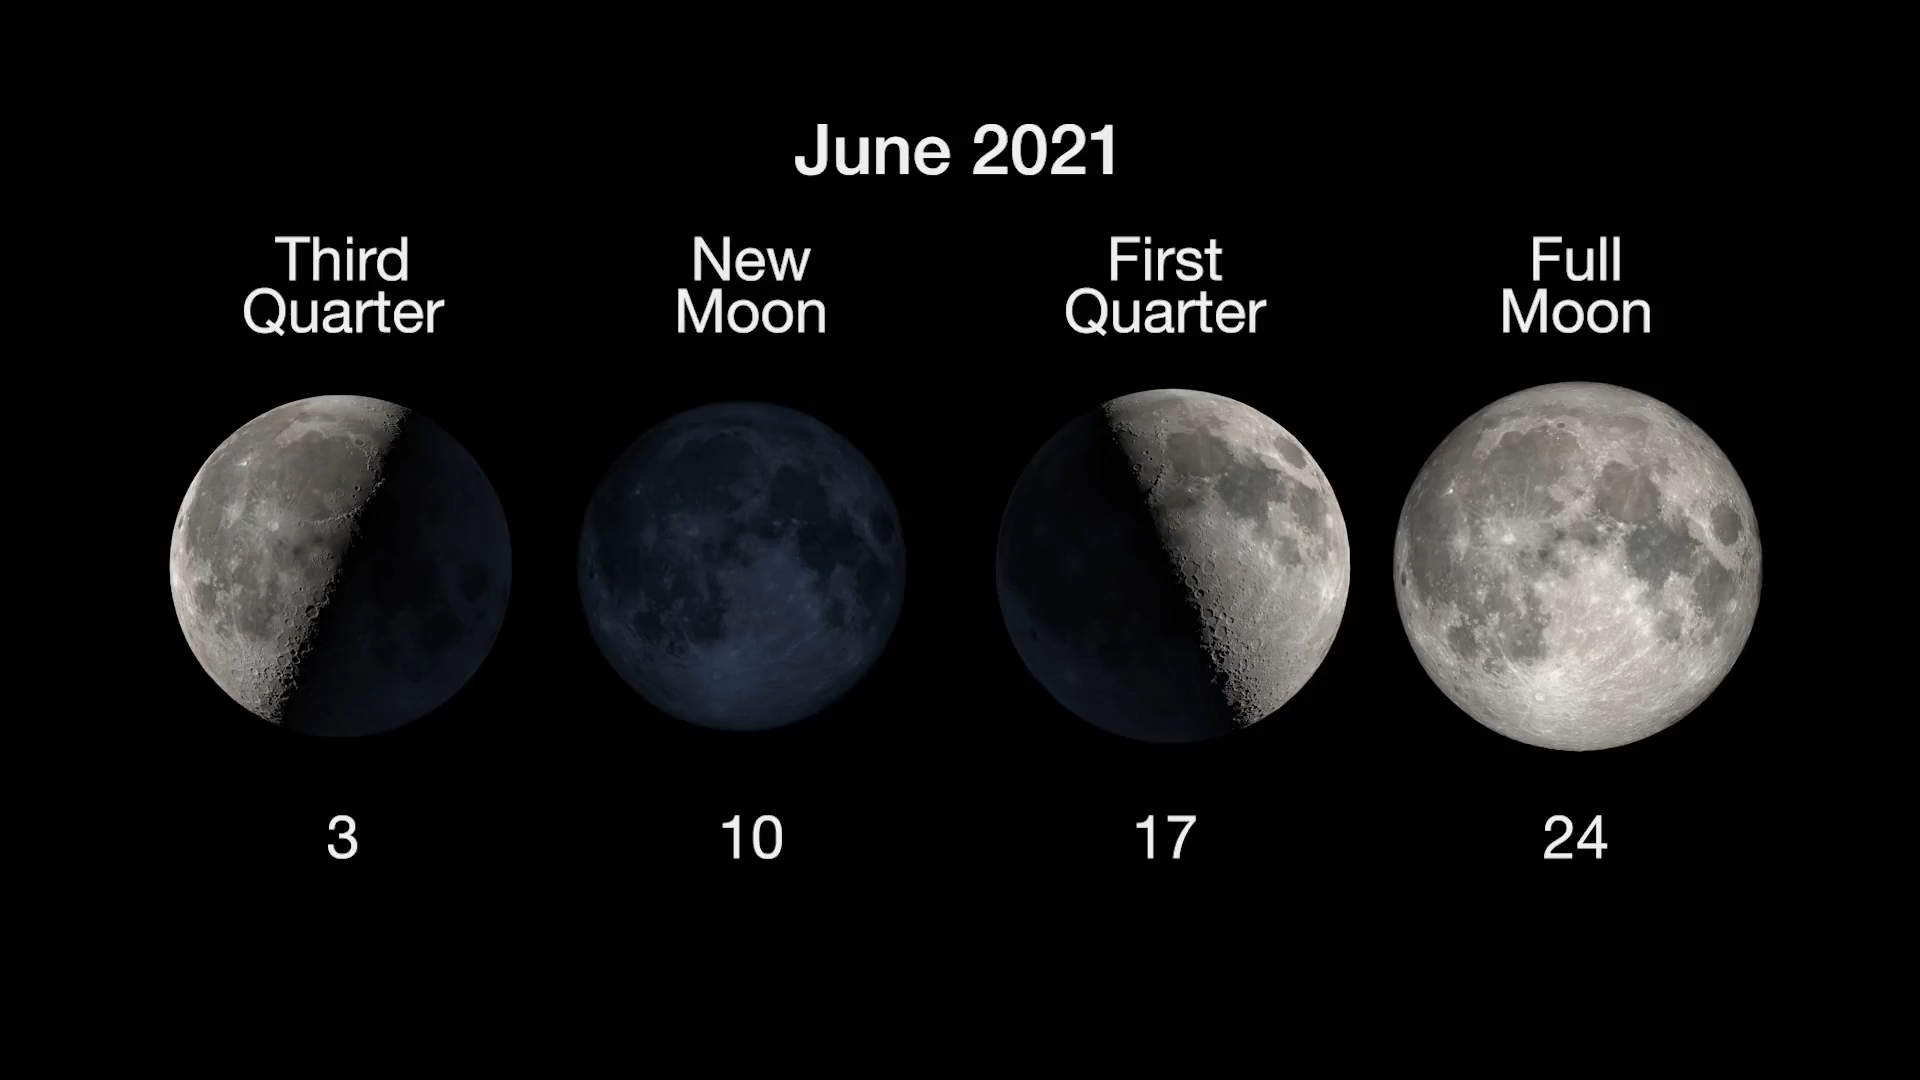 June 2021
Third
Quarter
New
Moon
First
Quarter
Full
Moon
3
10
17
24